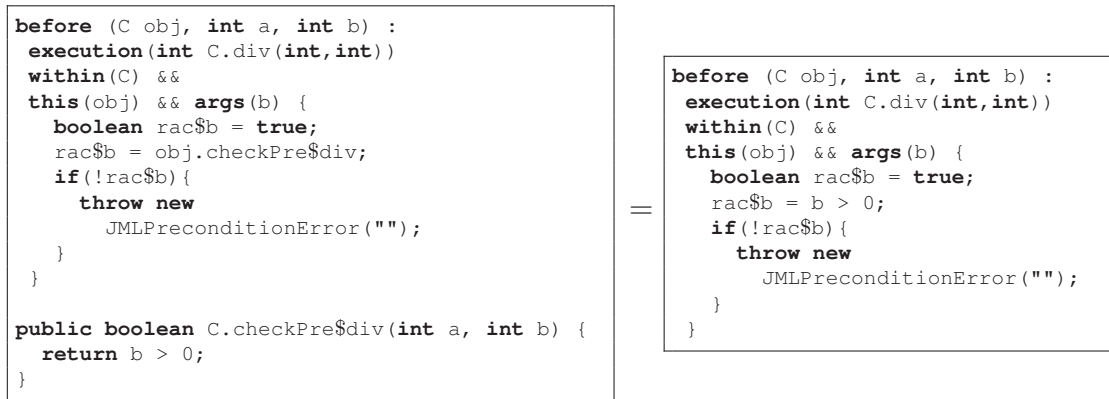 before (C obj, int a, int b) :
execution(int C.div(int,int))
within(C) &&
this(obj) && args(b) {
boolean rac$b = true;
rac$b = obj.checkPre$div;
if(!rac$b){
throw new
JMLPreconditionError("");
}
}
public boolean C.checkPre$div(int a, int b) {
return b > 0;
}
=
before (C obj, int a, int b) :
execution(int C.div(int,int))
within(C) &&
this(obj) && args(b) {
boolean rac$b = true;
rac$b = b > 0;
if(!rac$b){
throw new
JMLPreconditionError("");
}
}